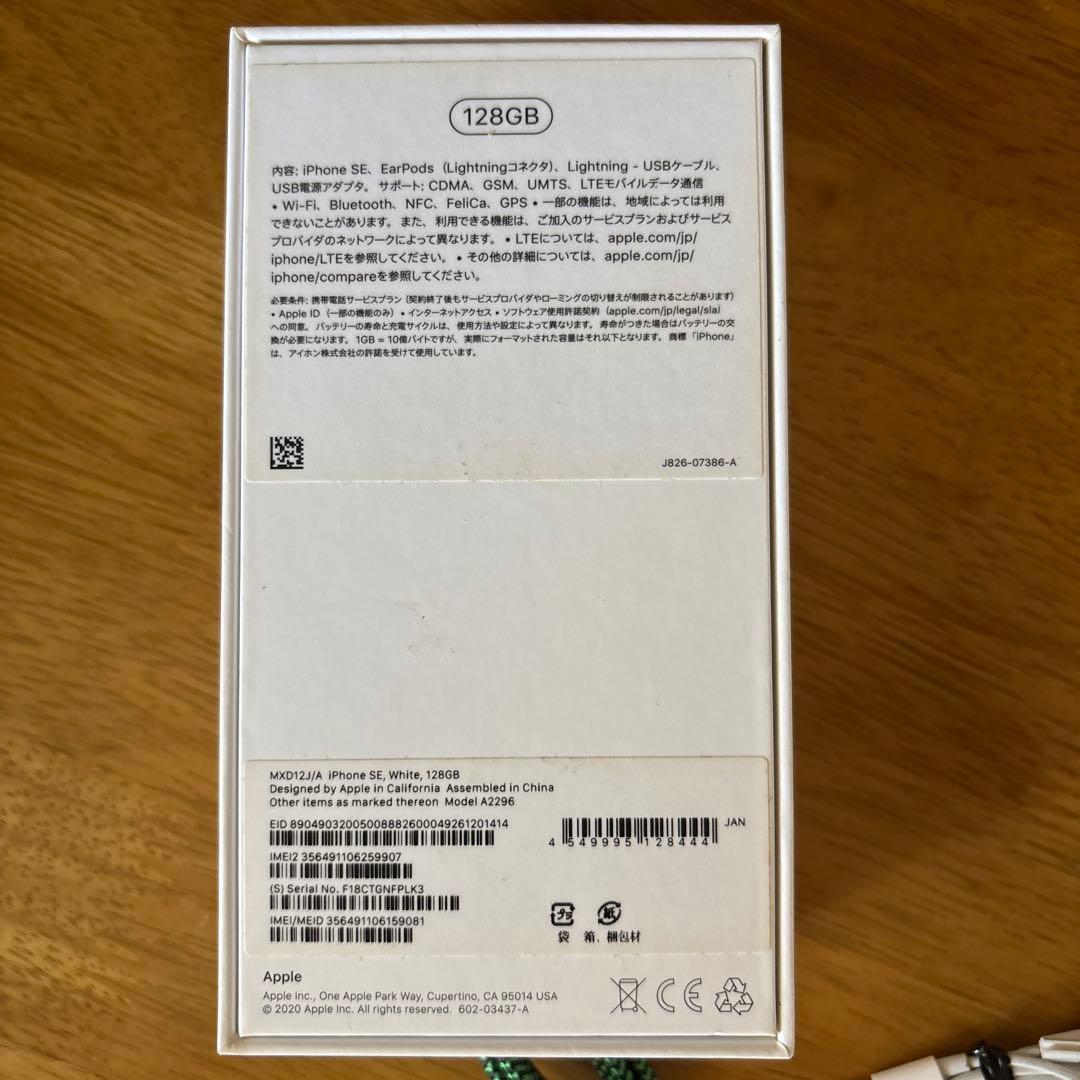 128GB
内容: iPhone SE、EarPods（Lightningコネクタ）、Lightning - USBケーブル、
USB電源アダプタ。 サポート: CDMA、GSM、UMTS、LTEモバイルデータ通信
• Wi-Fi、Bluetooth、NFC、FeliCa、GPS • 一部の機能は、地域によっては利用
できないことがあります。また、利用できる機能は、ご加入のサービスプランおよびサービス
プロバイダのネットワークによって異なります。 • LTEについては、apple.com/jp/
iphone/LTEを参照してください。 • その他の詳細については、apple.com/jp/
iphone/compareを参照してください。
必要条件: 携帯電話サービスプラン（契約終了後もサービスプロバイダやローミングの切り替えが制限されることがあります）
• Apple ID（一部の機能のみ）• インターネットアクセス • ソフトウェア使用許諾契約（apple.com/jp/legal/sla）
への同意。 バッテリーの寿命と充電サイクルは、使用方法や設定によって異なります。 寿命がつきた場合はバッテリーの交
換が必要になります。 1GB = 10億バイトですが、実際にフォーマットされた容量はそれ以下となります。 商標「iPhone」
は、アイホン株式会社の許諾を受けて使用しています。
J826-07386-A
MXD12J/A iPhone SE, White, 128GB
Designed by Apple in California Assembled in China
Other items as marked thereon Model A2296
EID 89049032005008882600049261201414
IMEI2 356491106259907
(S) Serial No. F18CTGNFPLK3
IMEI/MEID 356491106159081
JAN
4 549995 128444
プラ 紙
袋 箱、梱包材
Apple
Apple Inc., One Apple Park Way, Cupertino, CA 95014 USA
© 2020 Apple Inc. All rights reserved. 602-03437-A
CE